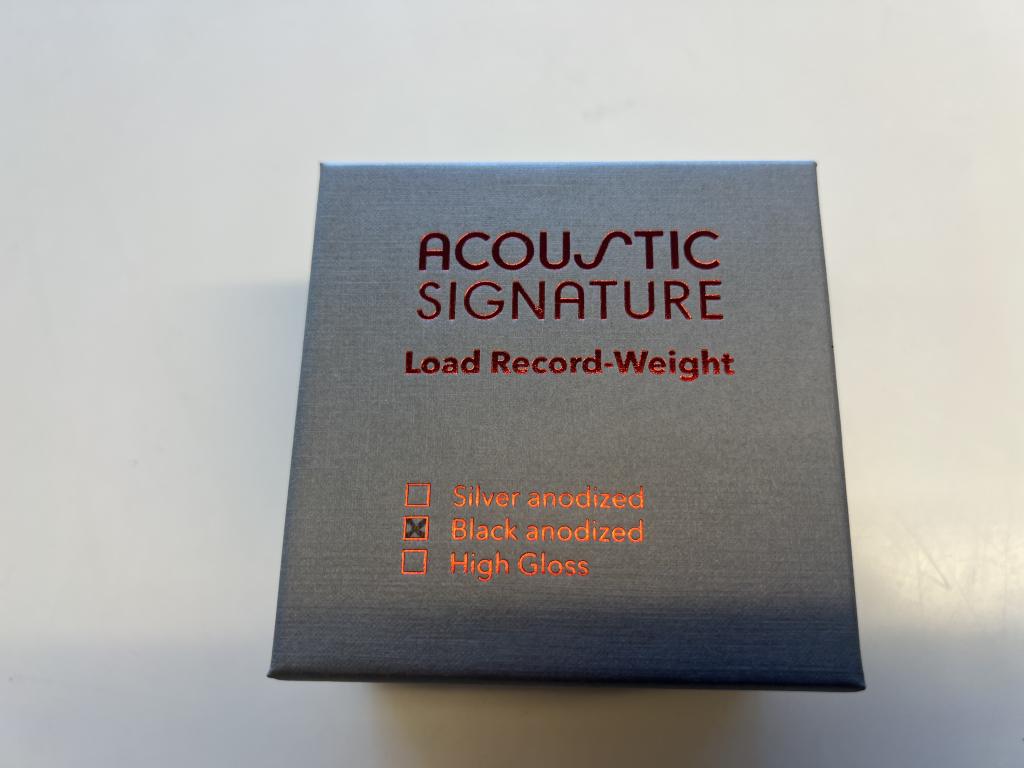 ACOUSTIC
SIGNATURE
Load Record-Weight
Silver anodized
Black anodized
High Gloss